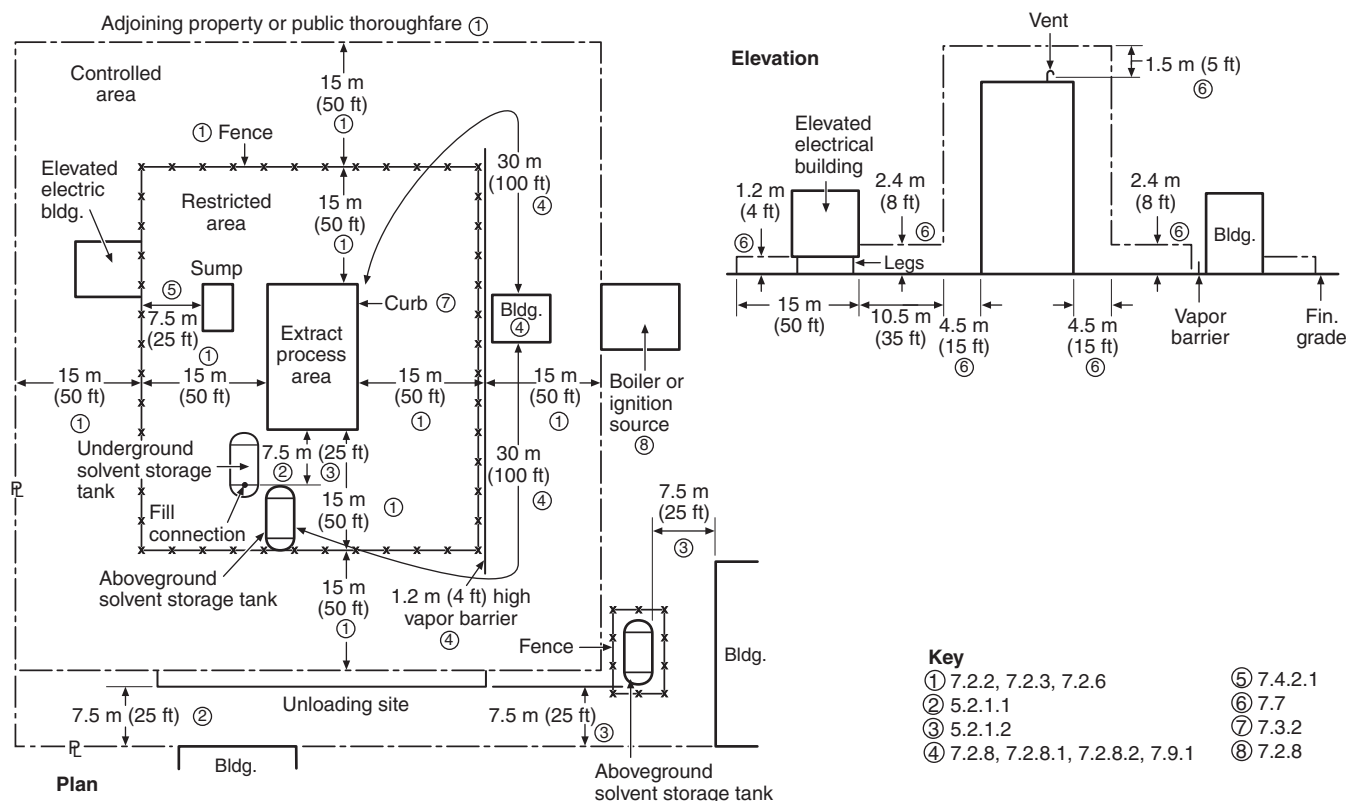 Adjoining property or public thoroughfare ①
Controlled
area
15 m
(50 ft)
①
① Fence
Elevated
electric
bldg.
Restricted
area
15 m
(50 ft)
①
30 m
(100 ft)
④
Sump
⑤
7.5 m
(25 ft)
①
Curb ⑦
Extract
process
area
Bldg.
④
15 m
(50 ft)
①
15 m
(50 ft)
15 m
(50 ft)
①
15 m
(50 ft)
①
Boiler or
ignition
source
⑧
Underground
solvent storage
tank
7.5 m (25 ft)
② ③
30 m
(100 ft)
④
15 m
(50 ft)
①
Fill
connection
Aboveground
solvent storage tank
15 m
(50 ft)
①
1.2 m (4 ft) high
vapor barrier
④
7.5 m
(25 ft)
③
Fence
Bldg.
PL
Unloading site
7.5 m (25 ft) ②
7.5 m (25 ft)
③
PL
Bldg.
Aboveground
solvent storage tank
Plan
Elevation
Vent
1.5 m (5 ft)
⑥
Elevated
electrical
building
1.2 m
(4 ft)
⑥
2.4 m
(8 ft)
⑥
2.4 m
(8 ft)
⑥
Bldg.
Legs
15 m
(50 ft)
10.5 m
(35 ft)
4.5 m
(15 ft)
⑥
4.5 m
(15 ft)
⑥
Vapor
barrier
Fin.
grade
Key
① 7.2.2, 7.2.3, 7.2.6
② 5.2.1.1
③ 5.2.1.2
④ 7.2.8, 7.2.8.1, 7.2.8.2, 7.9.1
⑤ 7.4.2.1
⑥ 7.7
⑦ 7.3.2
⑧ 7.2.8